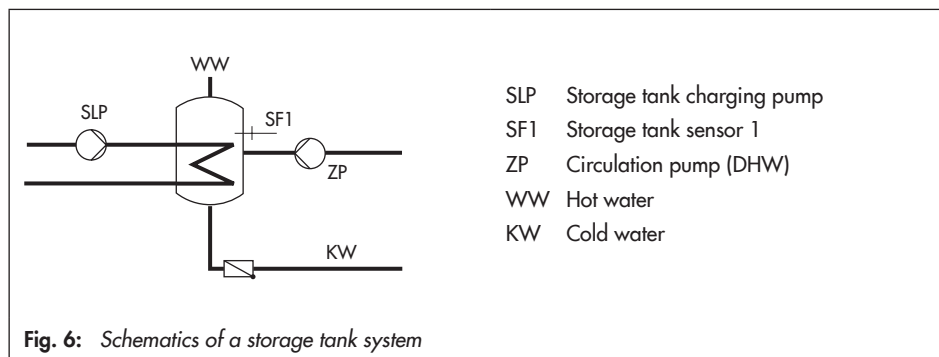 WW
SLP
SF1
ZP
KW
SLP Storage tank charging pump
SF1 Storage tank sensor 1
ZP Circulation pump (DHW)
WW Hot water
KW Cold water
Fig. 6: Schematics of a storage tank system